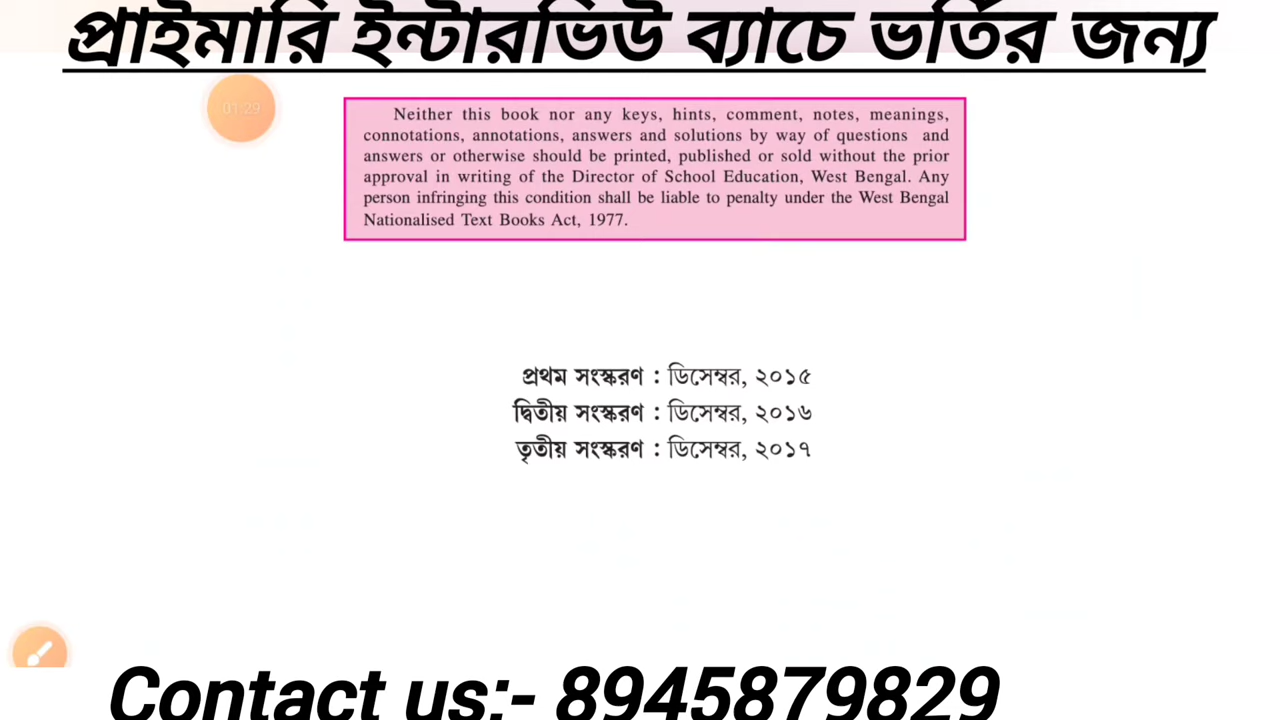 প্রাইমারি ইন্টারভিউ ব্যাচে ভর্তির জন্য
01:29
Neither this book nor any keys, hints, comment, notes, meanings,
connotations, annotations, answers and solutions by way of questions and
answers or otherwise should be printed, published or sold without the prior
approval in writing of the Director of School Education, West Bengal. Any
person infringing this condition shall be liable to penalty under the West Bengal
Nationalised Text Books Act, 1977.
প্রথম সংস্করণ : ডিসেম্বর, ২০১৫
দ্বিতীয় সংস্করণ : ডিসেম্বর, ২০১৬
তৃতীয় সংস্করণ : ডিসেম্বর, ২০১৭
Contact us:- 8945879829